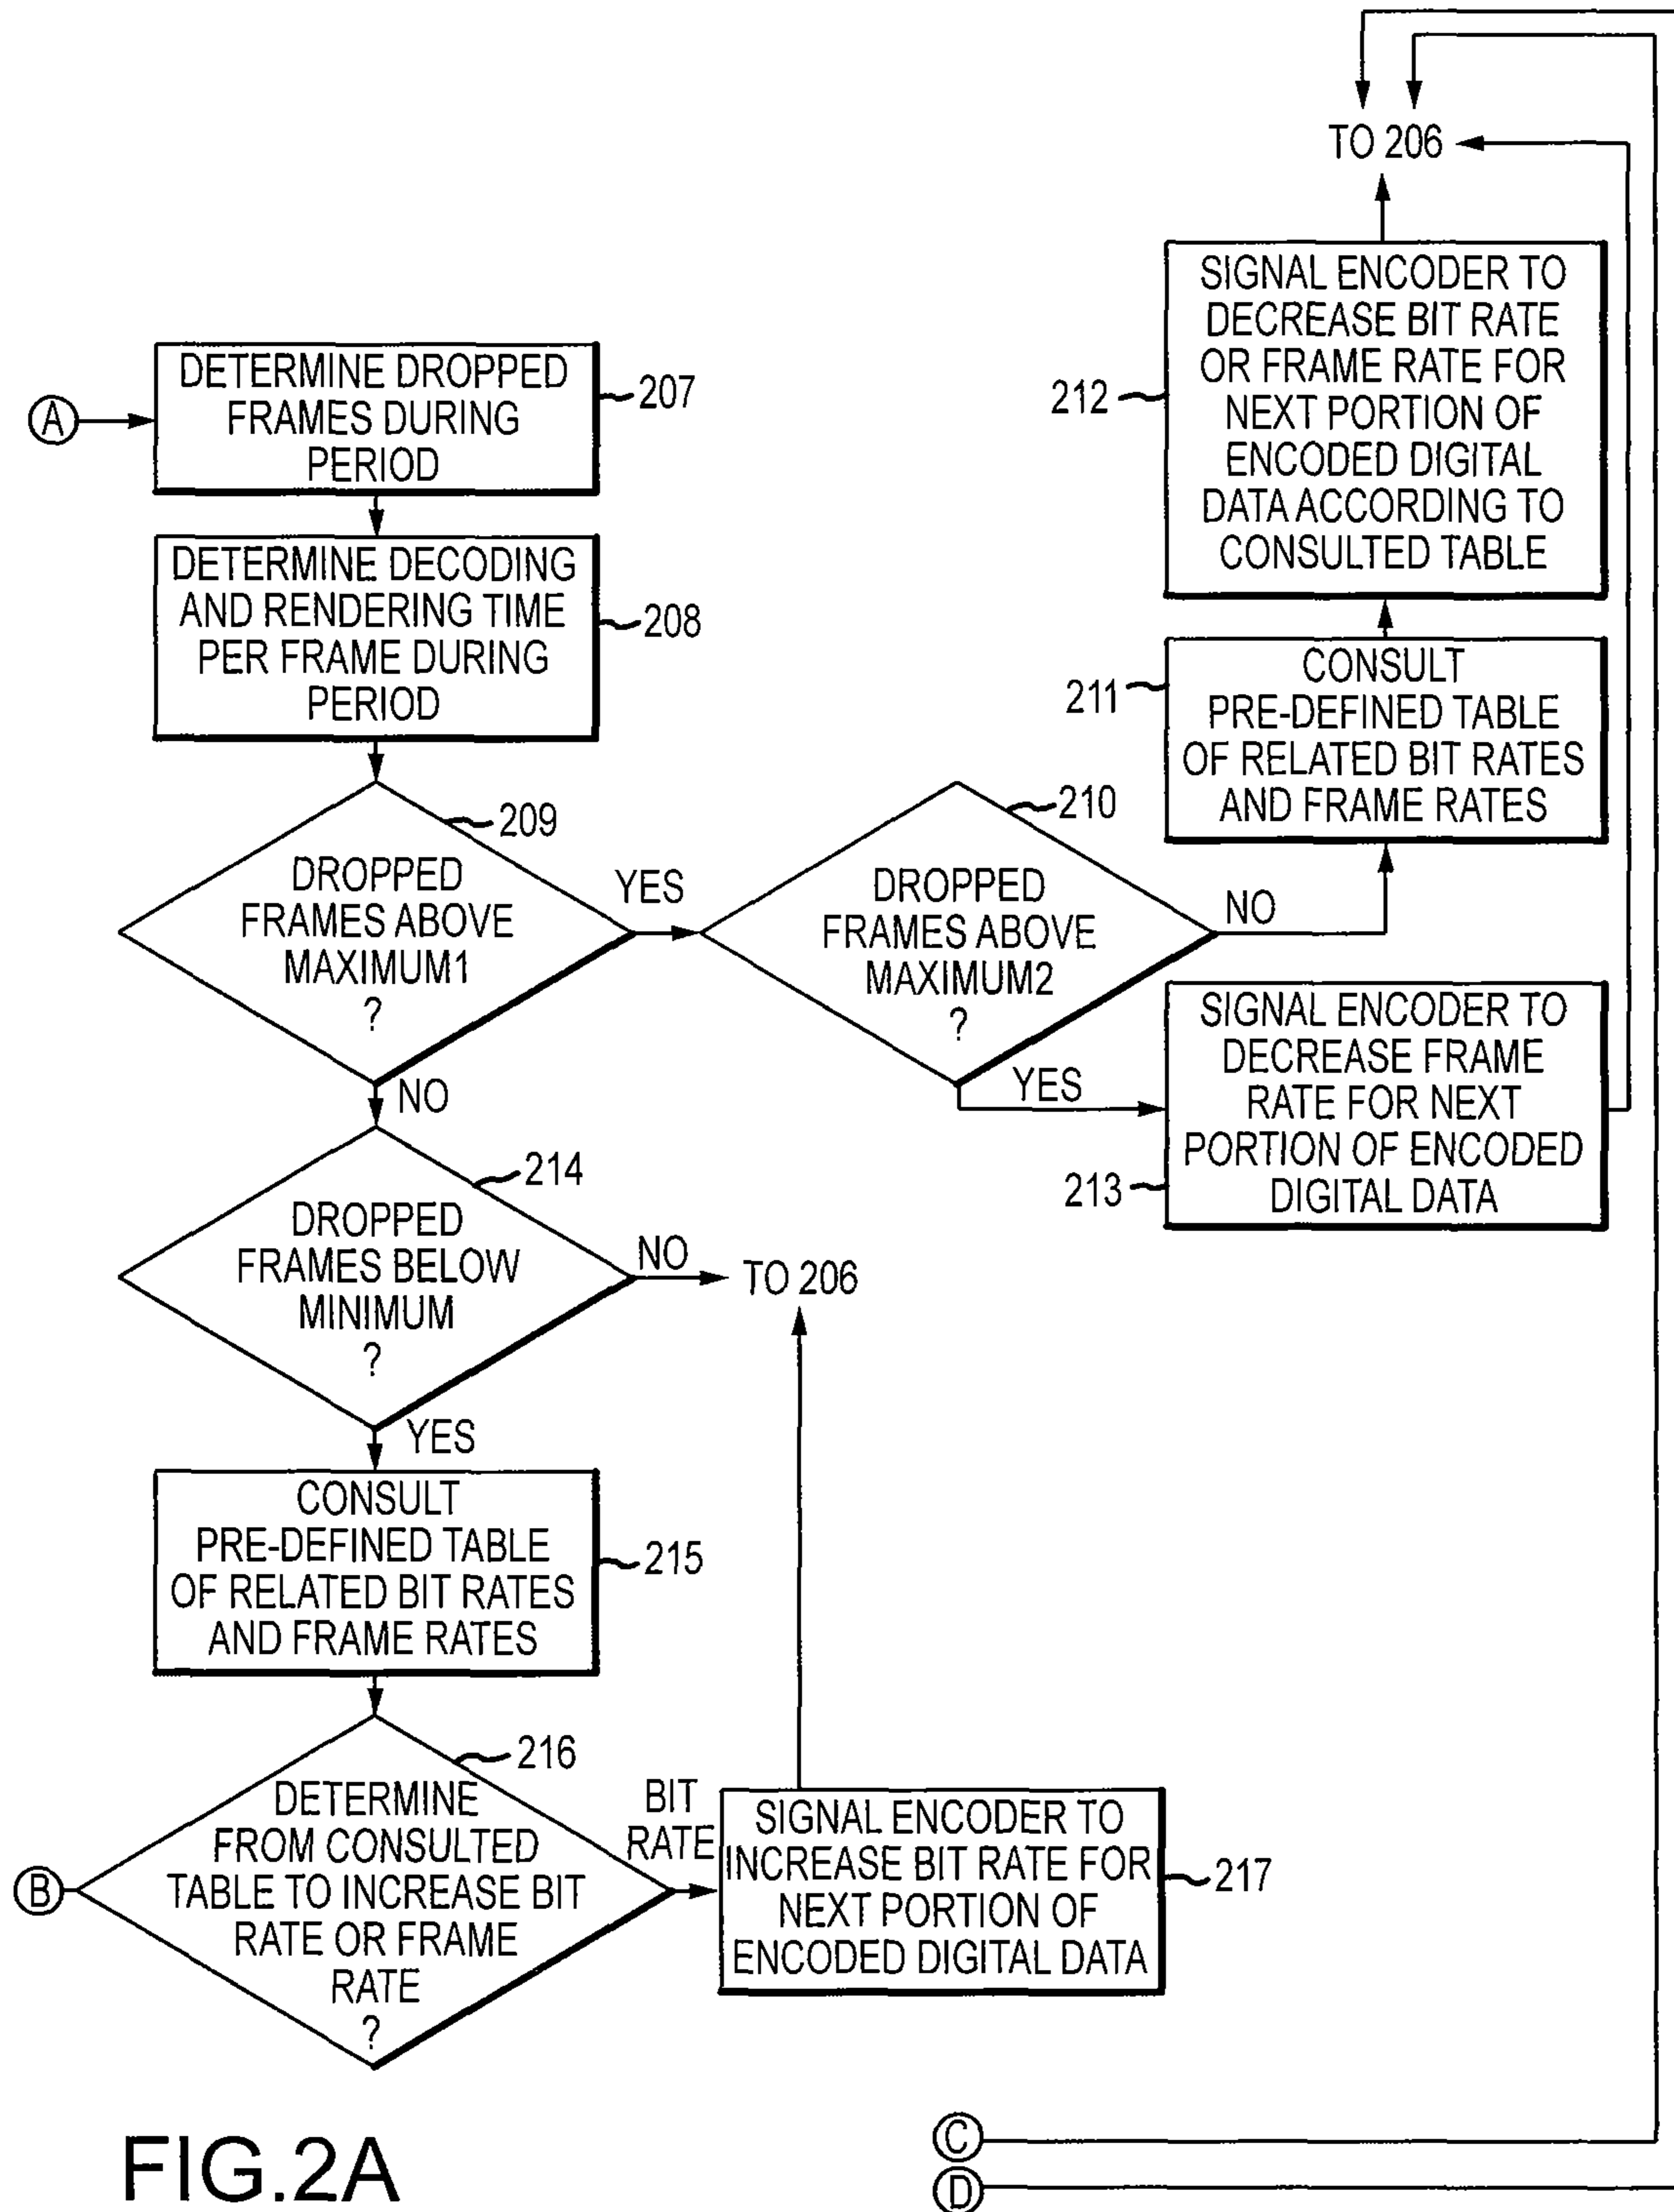 TO 206
SIGNAL ENCODER TO
DECREASE BIT RATE
OR FRAME RATE FOR
NEXT PORTION OF
ENCODED DIGITAL
DATA ACCORDING TO
CONSULTED TABLE
212
A
DETERMINE DROPPED
FRAMES DURING
PERIOD
207
DETERMINE DECODING
AND RENDERING TIME
PER FRAME DURING
PERIOD
208
CONSULT
PRE-DEFINED TABLE
OF RELATED BIT RATES
AND FRAME RATES
211
209
DROPPED
FRAMES ABOVE
MAXIMUM1
?
YES
NO
210
DROPPED
FRAMES ABOVE
MAXIMUM2
?
NO
YES
SIGNAL ENCODER TO
DECREASE FRAME
RATE FOR NEXT
PORTION OF ENCODED
DIGITAL DATA
213
214
DROPPED
FRAMES BELOW
MINIMUM
?
NO
TO 206
YES
CONSULT
PRE-DEFINED TABLE
OF RELATED BIT RATES
AND FRAME RATES
215
216
DETERMINE
FROM CONSULTED
TABLE TO INCREASE BIT
RATE OR FRAME
RATE
?
B
BIT
RATE
SIGNAL ENCODER TO
INCREASE BIT RATE FOR
NEXT PORTION OF
ENCODED DIGITAL DATA
217
C
D
FIG.2A